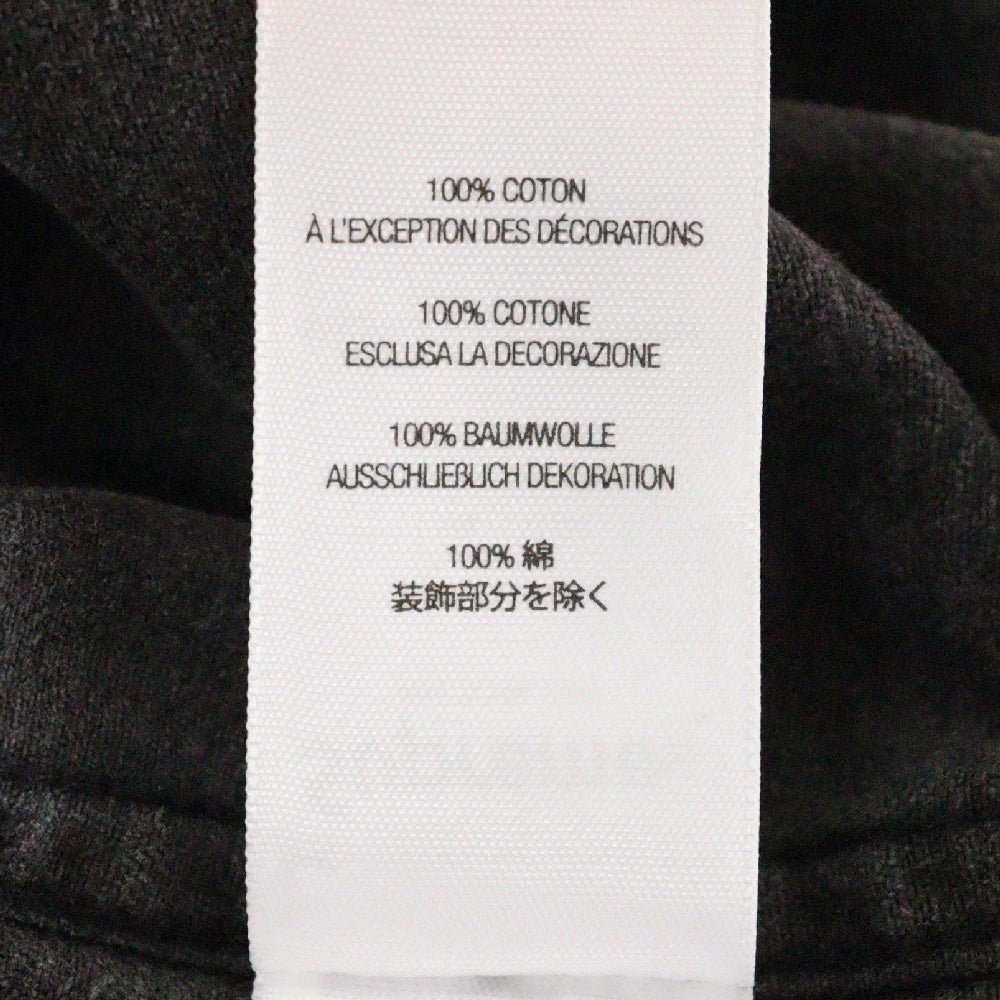 100% COTON
À L'EXCEPTION DES DÉCORATIONS
100% COTONE
ESCLUSA LA DECORAZIONE
100% BAUMWOLLE
AUSSCHLIEßLICH DEKORATION
100% 綿
装飾部分を除く